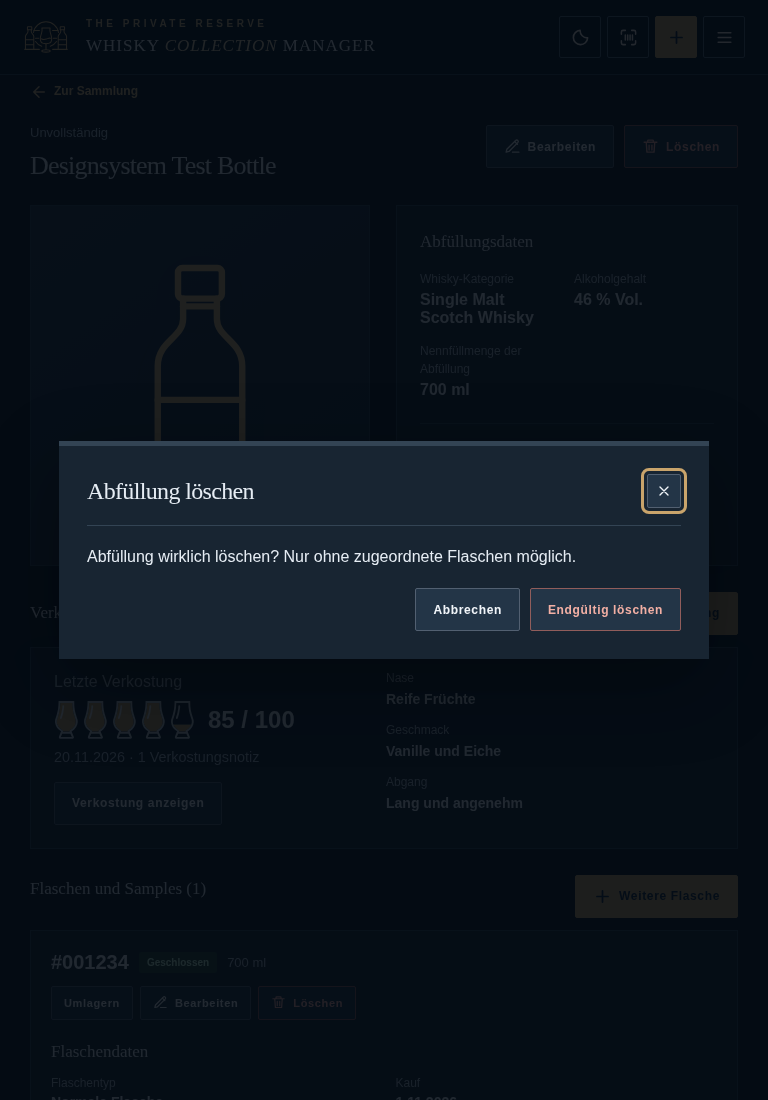 THE PRIVATE RESERVE
WHISKY COLLECTION MANAGER
Zur Sammlung
Unvollständig
Designsystem Test Bottle
Bearbeiten
Löschen
Abfüllungsdaten
Whisky-Kategorie
Single Malt
Scotch Whisky
Alkoholgehalt
46 % Vol.
Nennfüllmenge der
Abfüllung
700 ml
Abfüllung löschen
Abfüllung wirklich löschen? Nur ohne zugeordnete Flaschen möglich.
Abbrechen
Endgültig löschen
Letzte Verkostung
85 / 100
20.11.2026 · 1 Verkostungsnotiz
Verkostung anzeigen
Nase
Reife Früchte
Geschmack
Vanille und Eiche
Abgang
Lang und angenehm
Flaschen und Samples (1)
Weitere Flasche
#001234
Geschlossen
700 ml
Umlagern
Bearbeiten
Löschen
Flaschendaten
Flaschentyp
Kauf